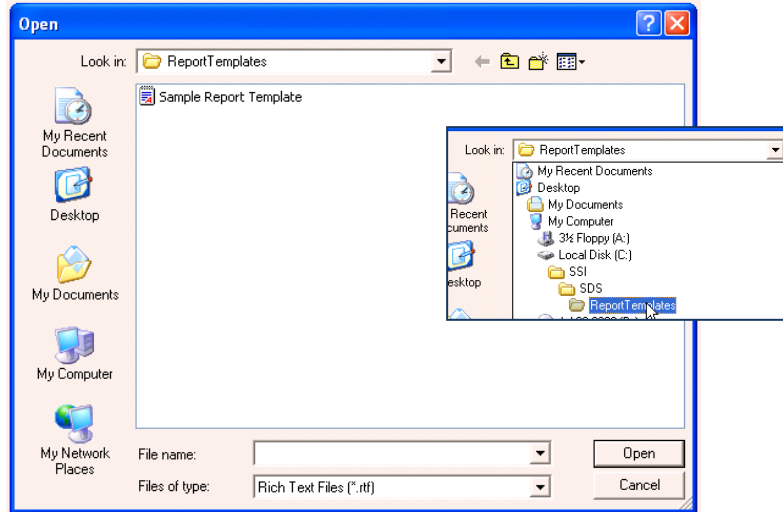 Open
Look in: ReportTemplates
Sample Report Template
My Recent
Documents
Desktop
My Documents
My Computer
My Network
Places
File name:
Files of type: Rich Text Files (*.rtf)
Open
Cancel
Look in: ReportTemplates
My Recent Documents
Desktop
My Documents
My Computer
3½ Floppy (A:)
Local Disk (C:)
SSI
SDS
ReportTemplates
Recent
cuments
esktop